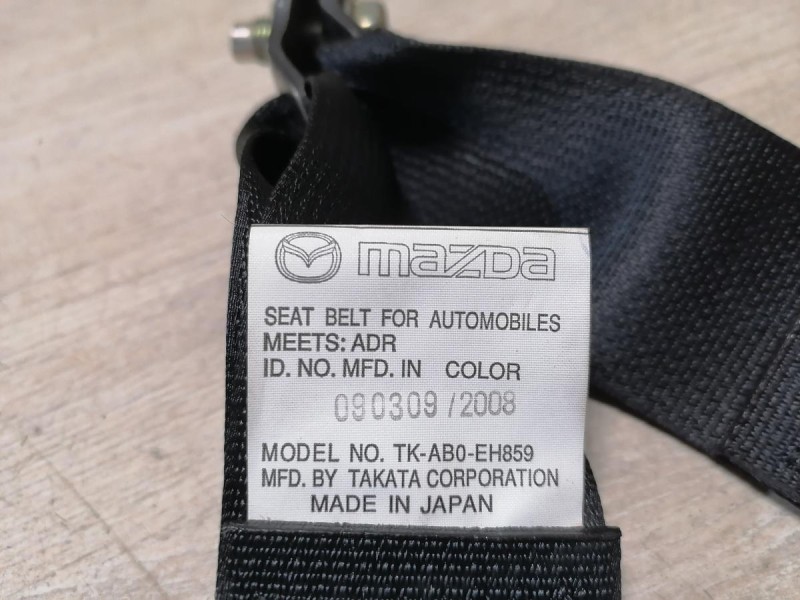 mazda
SEAT BELT FOR AUTOMOBILES
MEETS: ADR
ID. NO. MFD. IN COLOR
090309 / 2008
MODEL NO. TK-AB0-EH859
MFD. BY TAKATA CORPORATION
MADE IN JAPAN